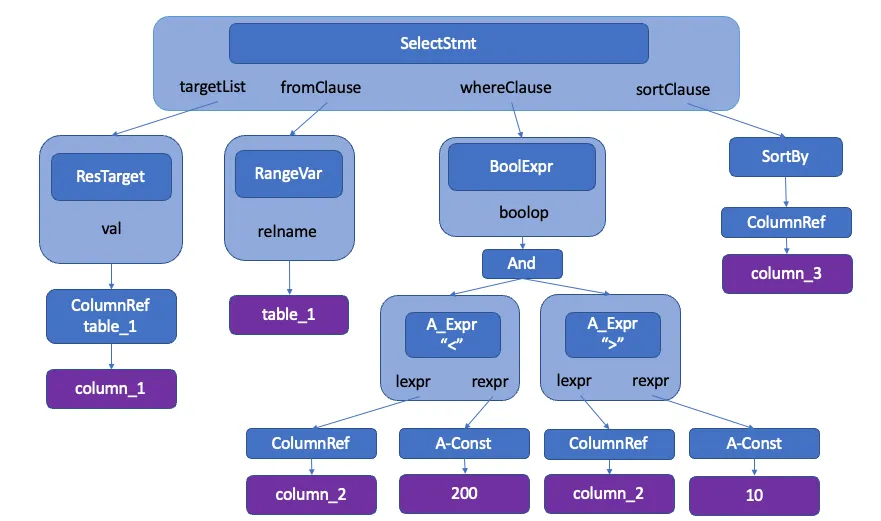 SelectStmt
targetList
fromClause
whereClause
sortClause
ResTarget
val
RangeVar
relname
BoolExpr
boolop
SortBy
ColumnRef
column_3
And
ColumnRef
table_1
column_1
table_1
A_Expr
“<”
lexpr
rexpr
A_Expr
“>”
lexpr
rexpr
ColumnRef
A-Const
ColumnRef
A-Const
column_2
200
column_2
10